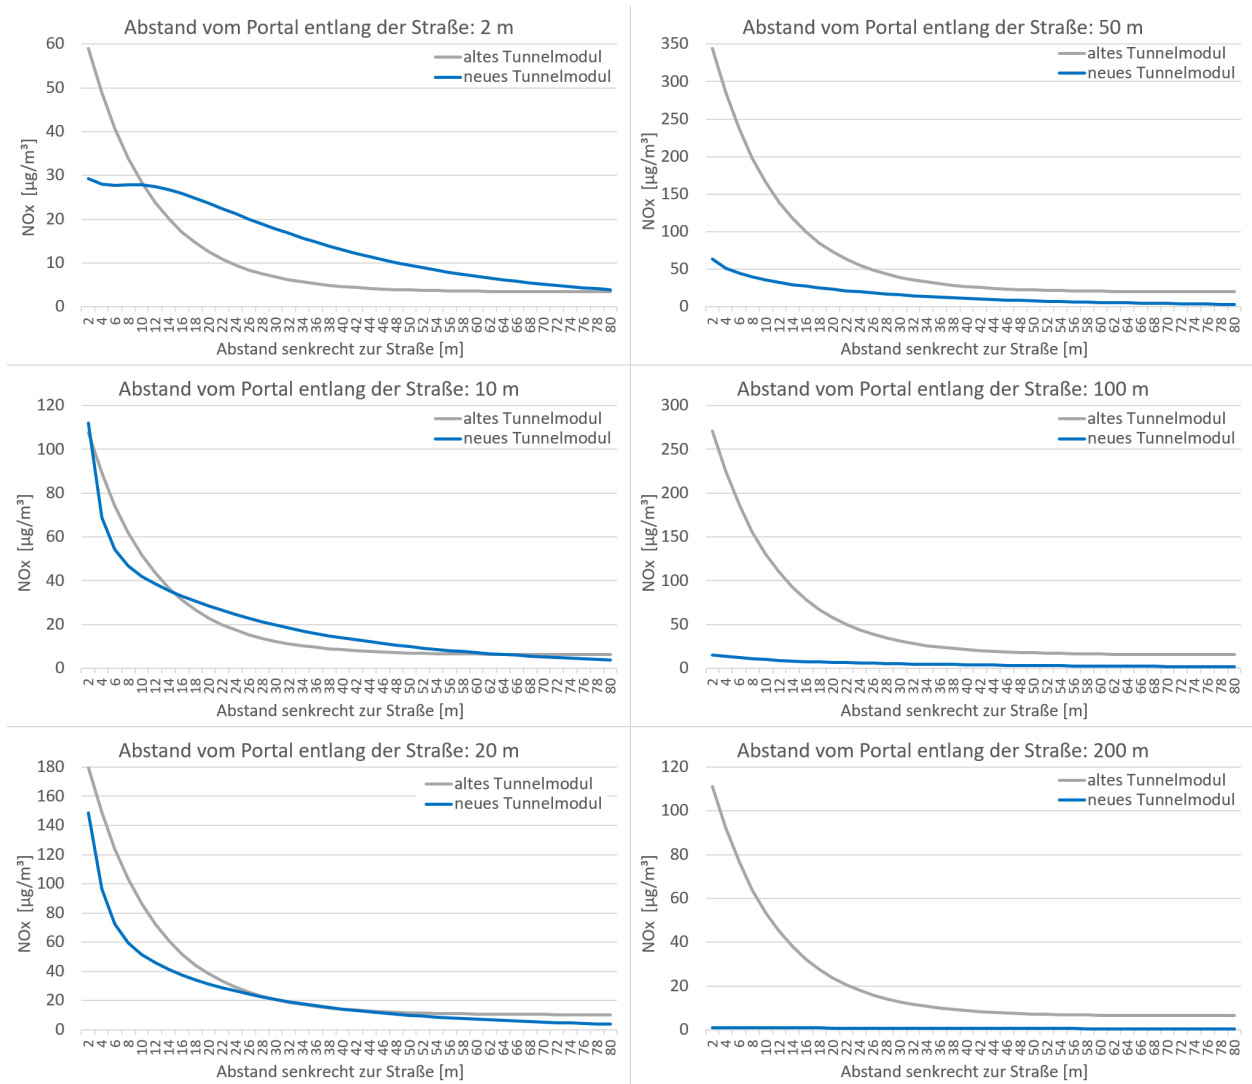 Abstand vom Portal entlang der Straße: 2 m
60
50
40
30
20
10
0
NOx [µg/m³]
altes Tunnelmodul
neues Tunnelmodul
2 4 6 8 10 12 14 16 18 20 22 24 26 28 30 32 34 36 38 40 42 44 46 48 50 52 54 56 58 60 62 64 66 68 70 72 74 76 78 80
Abstand senkrecht zur Straße [m]
Abstand vom Portal entlang der Straße: 50 m
350
300
250
200
150
100
50
0
NOx [µg/m³]
altes Tunnelmodul
neues Tunnelmodul
2 4 6 8 10 12 14 16 18 20 22 24 26 28 30 32 34 36 38 40 42 44 46 48 50 52 54 56 58 60 62 64 66 68 70 72 74 76 78 80
Abstand senkrecht zur Straße [m]
Abstand vom Portal entlang der Straße: 10 m
120
100
80
60
40
20
0
NOx [µg/m³]
altes Tunnelmodul
neues Tunnelmodul
2 4 6 8 10 12 14 16 18 20 22 24 26 28 30 32 34 36 38 40 42 44 46 48 50 52 54 56 58 60 62 64 66 68 70 72 74 76 78 80
Abstand senkrecht zur Straße [m]
Abstand vom Portal entlang der Straße: 100 m
300
250
200
150
100
50
0
NOx [µg/m³]
altes Tunnelmodul
neues Tunnelmodul
2 4 6 8 10 12 14 16 18 20 22 24 26 28 30 32 34 36 38 40 42 44 46 48 50 52 54 56 58 60 62 64 66 68 70 72 74 76 78 80
Abstand senkrecht zur Straße [m]
Abstand vom Portal entlang der Straße: 20 m
180
160
140
120
100
80
60
40
20
0
NOx [µg/m³]
altes Tunnelmodul
neues Tunnelmodul
2 4 6 8 10 12 14 16 18 20 22 24 26 28 30 32 34 36 38 40 42 44 46 48 50 52 54 56 58 60 62 64 66 68 70 72 74 76 78 80
Abstand senkrecht zur Straße [m]
Abstand vom Portal entlang der Straße: 200 m
120
100
80
60
40
20
0
NOx [µg/m³]
altes Tunnelmodul
neues Tunnelmodul
2 4 6 8 10 12 14 16 18 20 22 24 26 28 30 32 34 36 38 40 42 44 46 48 50 52 54 56 58 60 62 64 66 68 70 72 74 76 78 80
Abstand senkrecht zur Straße [m]